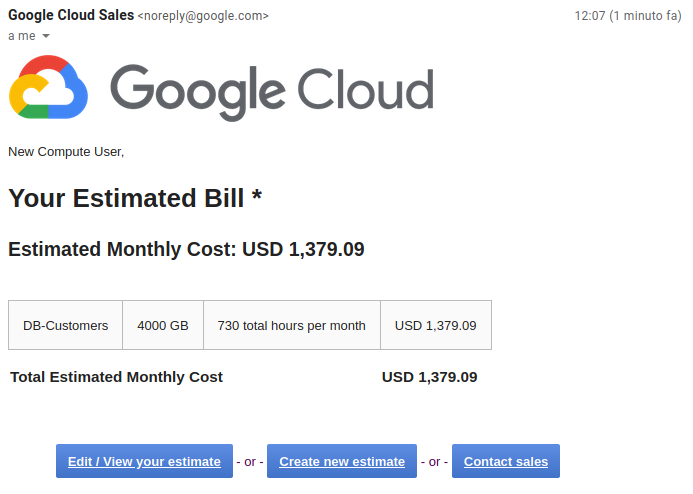 Google Cloud Sales <noreply@google.com> 12:07 (1 minuto fa)
a me
Google Cloud
New Compute User,
Your Estimated Bill *
Estimated Monthly Cost: USD 1,379.09
DB-Customers 4000 GB 730 total hours per month USD 1,379.09
Total Estimated Monthly Cost USD 1,379.09
Edit / View your estimate - or - Create new estimate - or - Contact sales